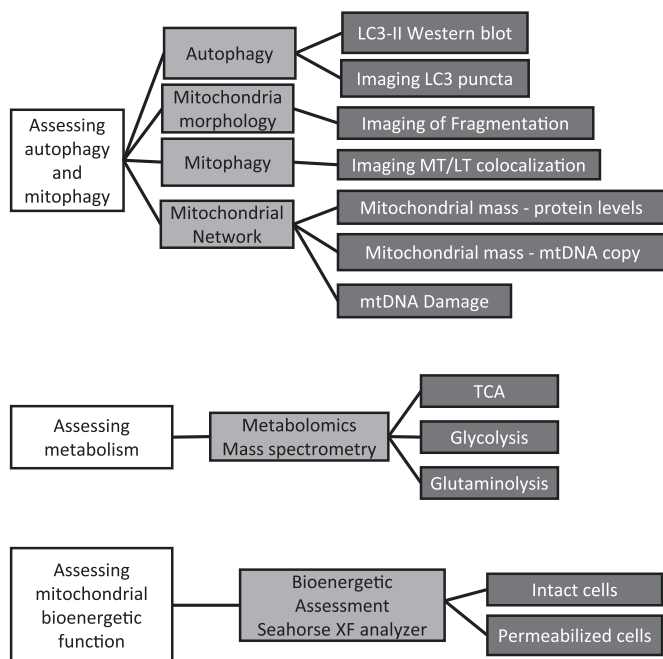 Assessing
autophagy
and
mitophagy
Autophagy
LC3-II Western blot
Imaging LC3 puncta
Mitochondria
morphology
Imaging of Fragmentation
Mitophagy
Imaging MT/LT colocalization
Mitochondrial
Network
Mitochondrial mass - protein levels
Mitochondrial mass - mtDNA copy
mtDNA Damage
Assessing
metabolism
Metabolomics
Mass spectrometry
TCA
Glycolysis
Glutaminolysis
Assessing
mitochondrial
bioenergetic
function
Bioenergetic
Assessment
Seahorse XF analyzer
Intact cells
Permeabilized cells